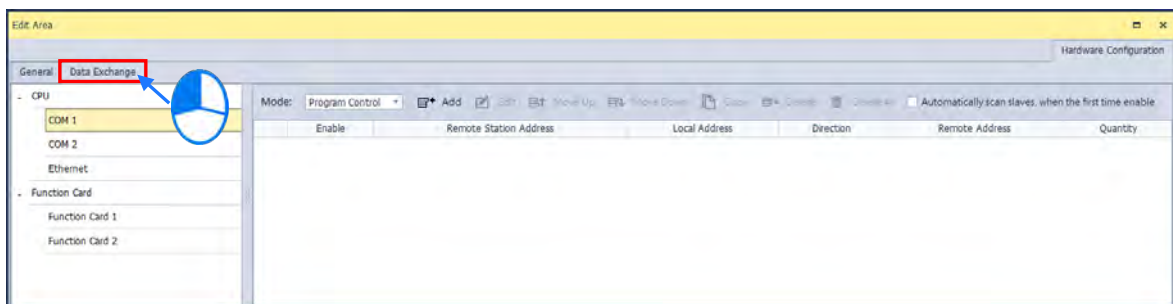 Edit Area
Hardware Configuration
General Data Exchange
CPU
COM 1
COM 2
Ethernet
Function Card
Function Card 1
Function Card 2
Mode: Program Control Add Edit Move Up Move Down Copy Delete Delete All Automatically scan slaves, when the first time enable
Enable Remote Station Address Local Address Direction Remote Address Quantity